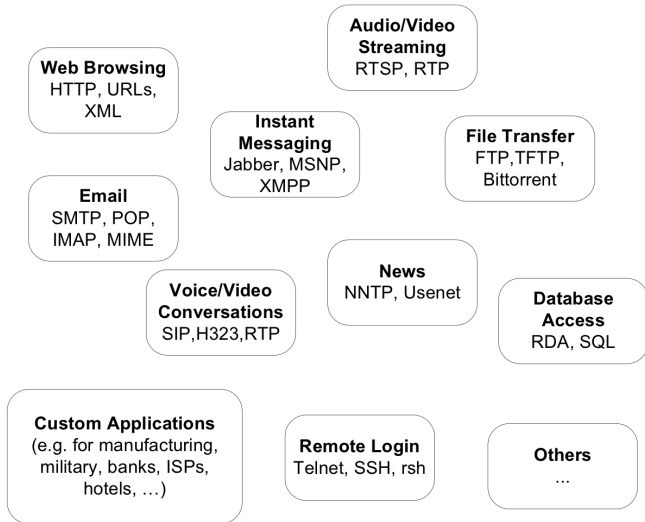 Audio/Video
Streaming
RTSP, RTP
Web Browsing
HTTP, URLs,
XML
Instant
Messaging
Jabber, MSNP,
XMPP
File Transfer
FTP,TFTP,
Bittorrent
Email
SMTP, POP,
IMAP, MIME
Voice/Video
Conversations
SIP,H323,RTP
News
NNTP, Usenet
Database
Access
RDA, SQL
Custom Applications
(e.g. for manufacturing,
military, banks, ISPs,
hotels, …)
Remote Login
Telnet, SSH, rsh
Others
...